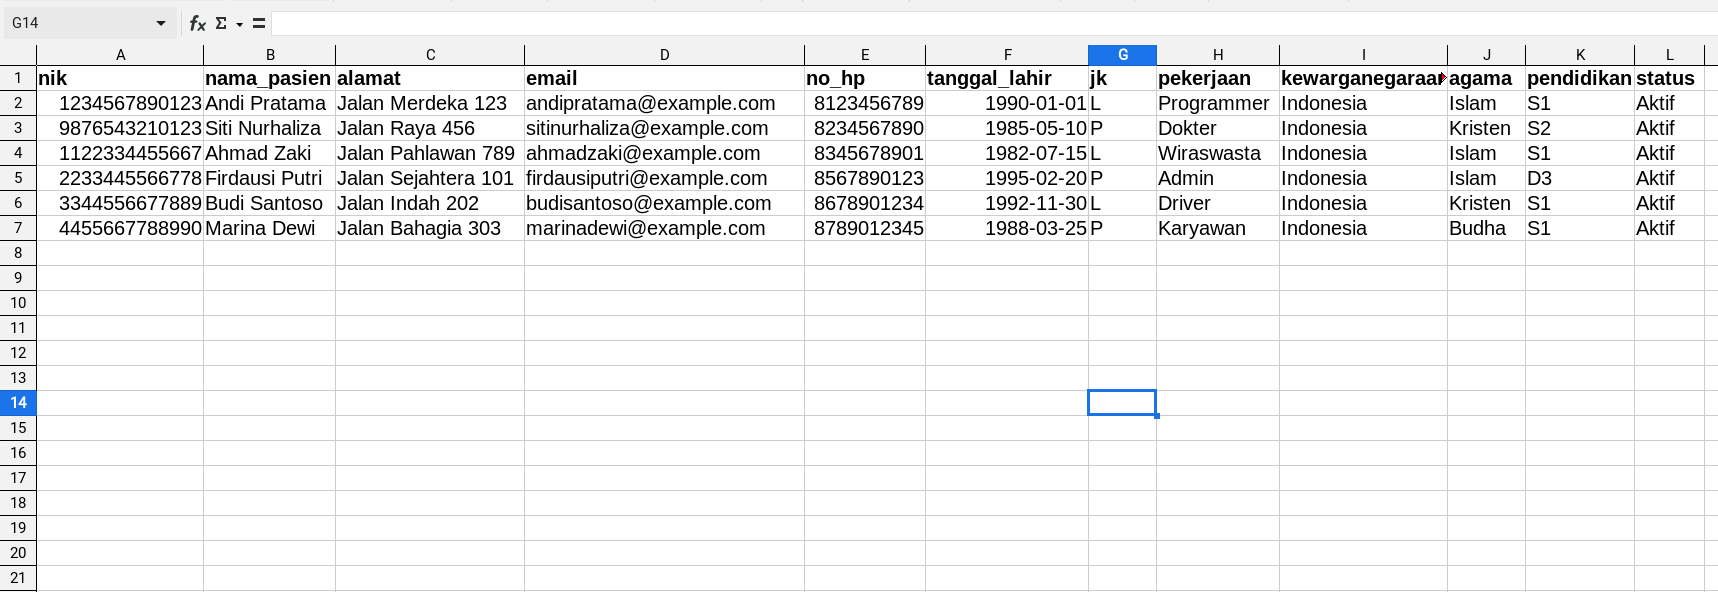 G14 fx Σ =
A B C D E F G H I J K L
1 nik nama_pasien alamat email no_hp tanggal_lahir jk pekerjaan kewarganegaraan agama pendidikan status
2 1234567890123 Andi Pratama Jalan Merdeka 123 andipratama@example.com 8123456789 1990-01-01 L Programmer Indonesia Islam S1 Aktif
3 9876543210123 Siti Nurhaliza Jalan Raya 456 sitinurhaliza@example.com 8234567890 1985-05-10 P Dokter Indonesia Kristen S2 Aktif
4 1122334455667 Ahmad Zaki Jalan Pahlawan 789 ahmadzaki@example.com 8345678901 1982-07-15 L Wiraswasta Indonesia Islam S1 Aktif
5 2233445566778 Firdausi Putri Jalan Sejahtera 101 firdausiputri@example.com 8567890123 1995-02-20 P Admin Indonesia Islam D3 Aktif
6 3344556677889 Budi Santoso Jalan Indah 202 budisantoso@example.com 8678901234 1992-11-30 L Driver Indonesia Kristen S1 Aktif
7 4455667788990 Marina Dewi Jalan Bahagia 303 marinadewi@example.com 8789012345 1988-03-25 P Karyawan Indonesia Budha S1 Aktif
8
9
10
11
12
13
14
15
16
17
18
19
20
21